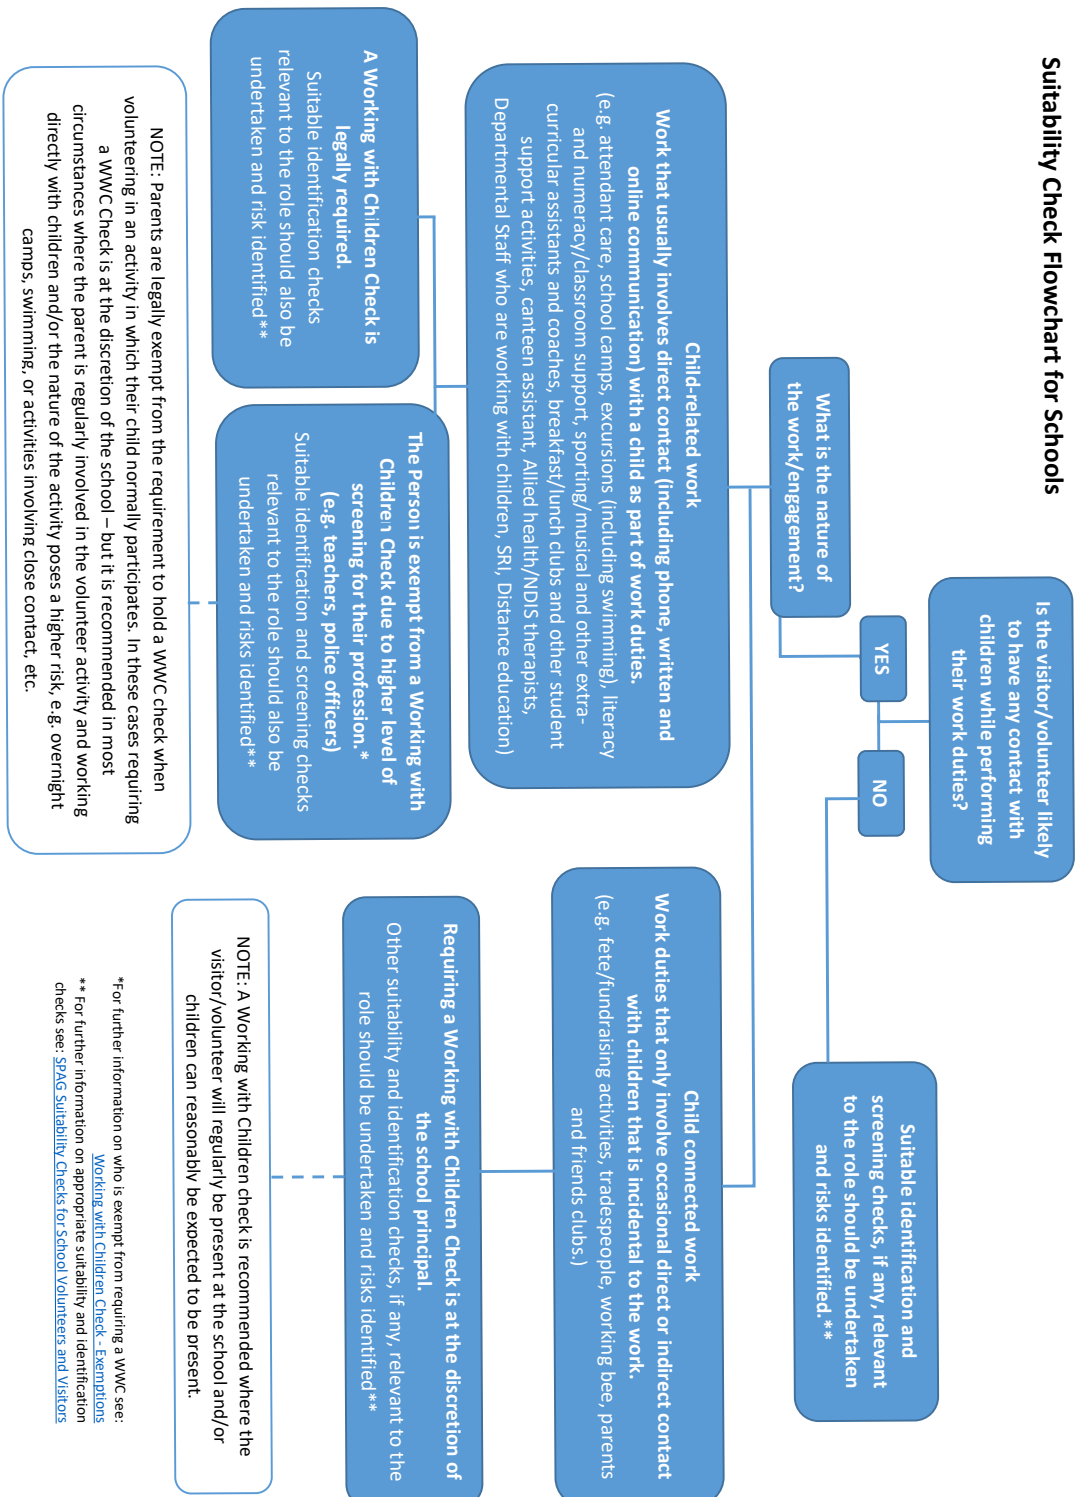 Suitability Check Flowchart for Schools
Is the visitor/volunteer likely
to have any contact with
children while performing
their work duties?
YES
NO
What is the nature of
the work/engagement?
Suitable identification and
screening checks, if any, relevant
to the role should be undertaken
and risks identified.**
Child-related work
Work that usually involves direct contact (including phone, written and
online communication) with a child as part of work duties.
(e.g. attendant care, school camps, excursions (including swimming), literacy
and numeracy/classroom support, sporting/musical and other extra-
curricular assistants and coaches, breakfast/lunch clubs and other student
support activities, canteen assistant, Allied health/NDIS therapists,
Departmental Staff who are working with children, SRI, Distance education)
Child connected work
Work duties that only involve occasional direct or indirect contact
with children that is incidental to the work.
(e.g. fete/fundraising activities, tradespeople, working bee, parents
and friends clubs.)
A Working with Children Check is
legally required.
Suitable identification checks
relevant to the role should also be
undertaken and risk identified**
The Person is exempt from a Working with
Children Check due to higher level of
screening for their profession.*
(e.g. teachers, police officers)
Suitable identification and screening checks
relevant to the role should also be
undertaken and risks identified**
Requiring a Working with Children Check is at the discretion of
the school principal.
Other suitability and identification checks, if any, relevant to the
role should be undertaken and risks identified**
NOTE: Parents are legally exempt from the requirement to hold a WWC check when
volunteering in an activity in which their child normally participates. In these cases requiring
a WWC Check is at the discretion of the school – but it is recommended in most
circumstances where the parent is regularly involved in the volunteer activity and working
directly with children and/or the nature of the activity poses a higher risk, e.g. overnight
camps, swimming, or activities involving close contact, etc.
NOTE: A Working with Children check is recommended where the
visitor/volunteer will regularly be present at the school and/or
children can reasonably be expected to be present.
*For further information on who is exempt from requiring a WWC see:
Working with Children Check - Exemptions
** For further information on appropriate suitability and identification
checks see: SPAG Suitability Checks for School Volunteers and Visitors